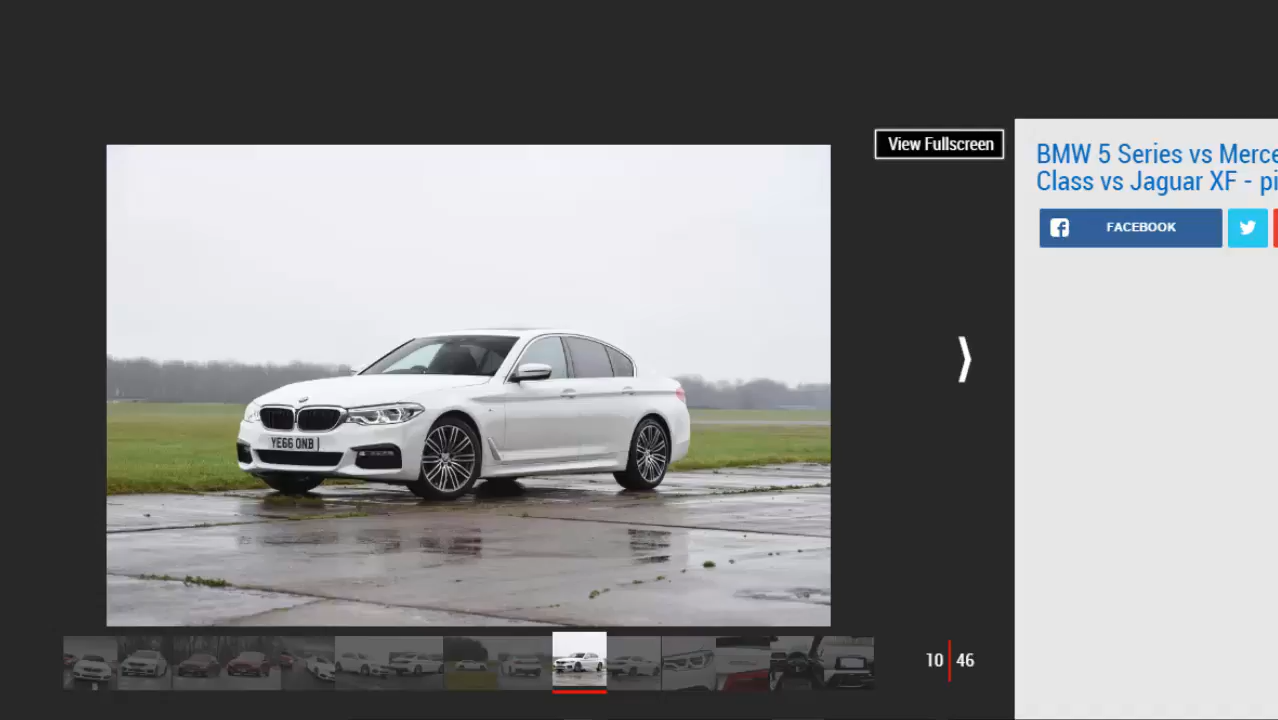 View Fullscreen
BMW 5 Series vs Merce
Class vs Jaguar XF - pi
FACEBOOK
YE66 ONB
10 46